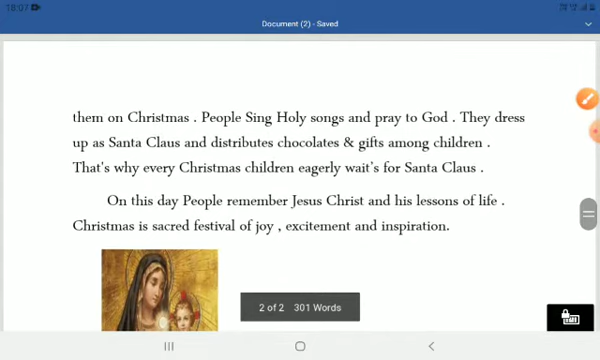 18:07
Document (2) - Saved
them on Christmas . People Sing Holy songs and pray to God . They dress
up as Santa Claus and distributes chocolates & gifts among children .
That's why every Christmas children eagerly wait's for Santa Claus .
On this day People remember Jesus Christ and his lessons of life .
Christmas is sacred festival of joy , excitement and inspiration.
2 of 2 301 Words